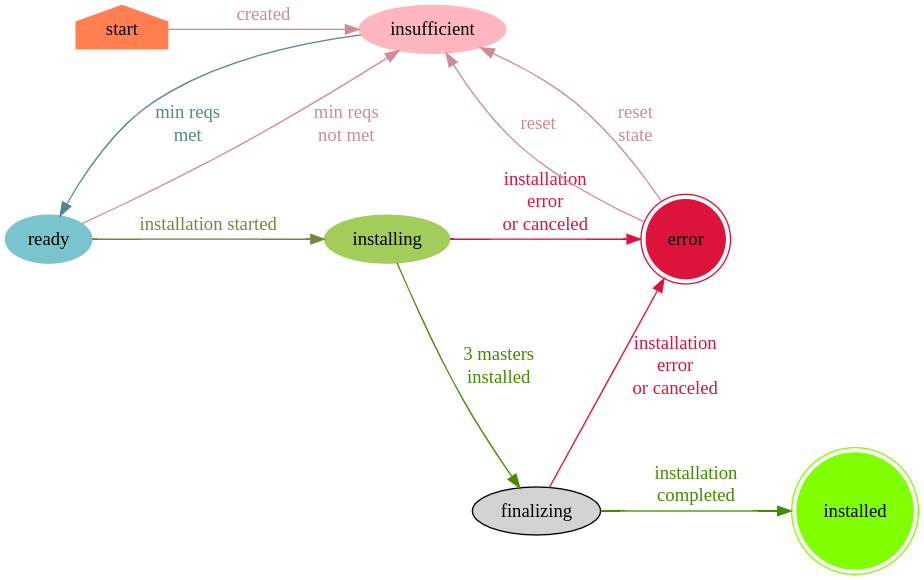 start
created
insufficient
min reqs
met
min reqs
not met
reset
reset
state
installation
error
or canceled
ready
installation started
installing
error
3 masters
installed
installation
error
or canceled
finalizing
installation
completed
installed